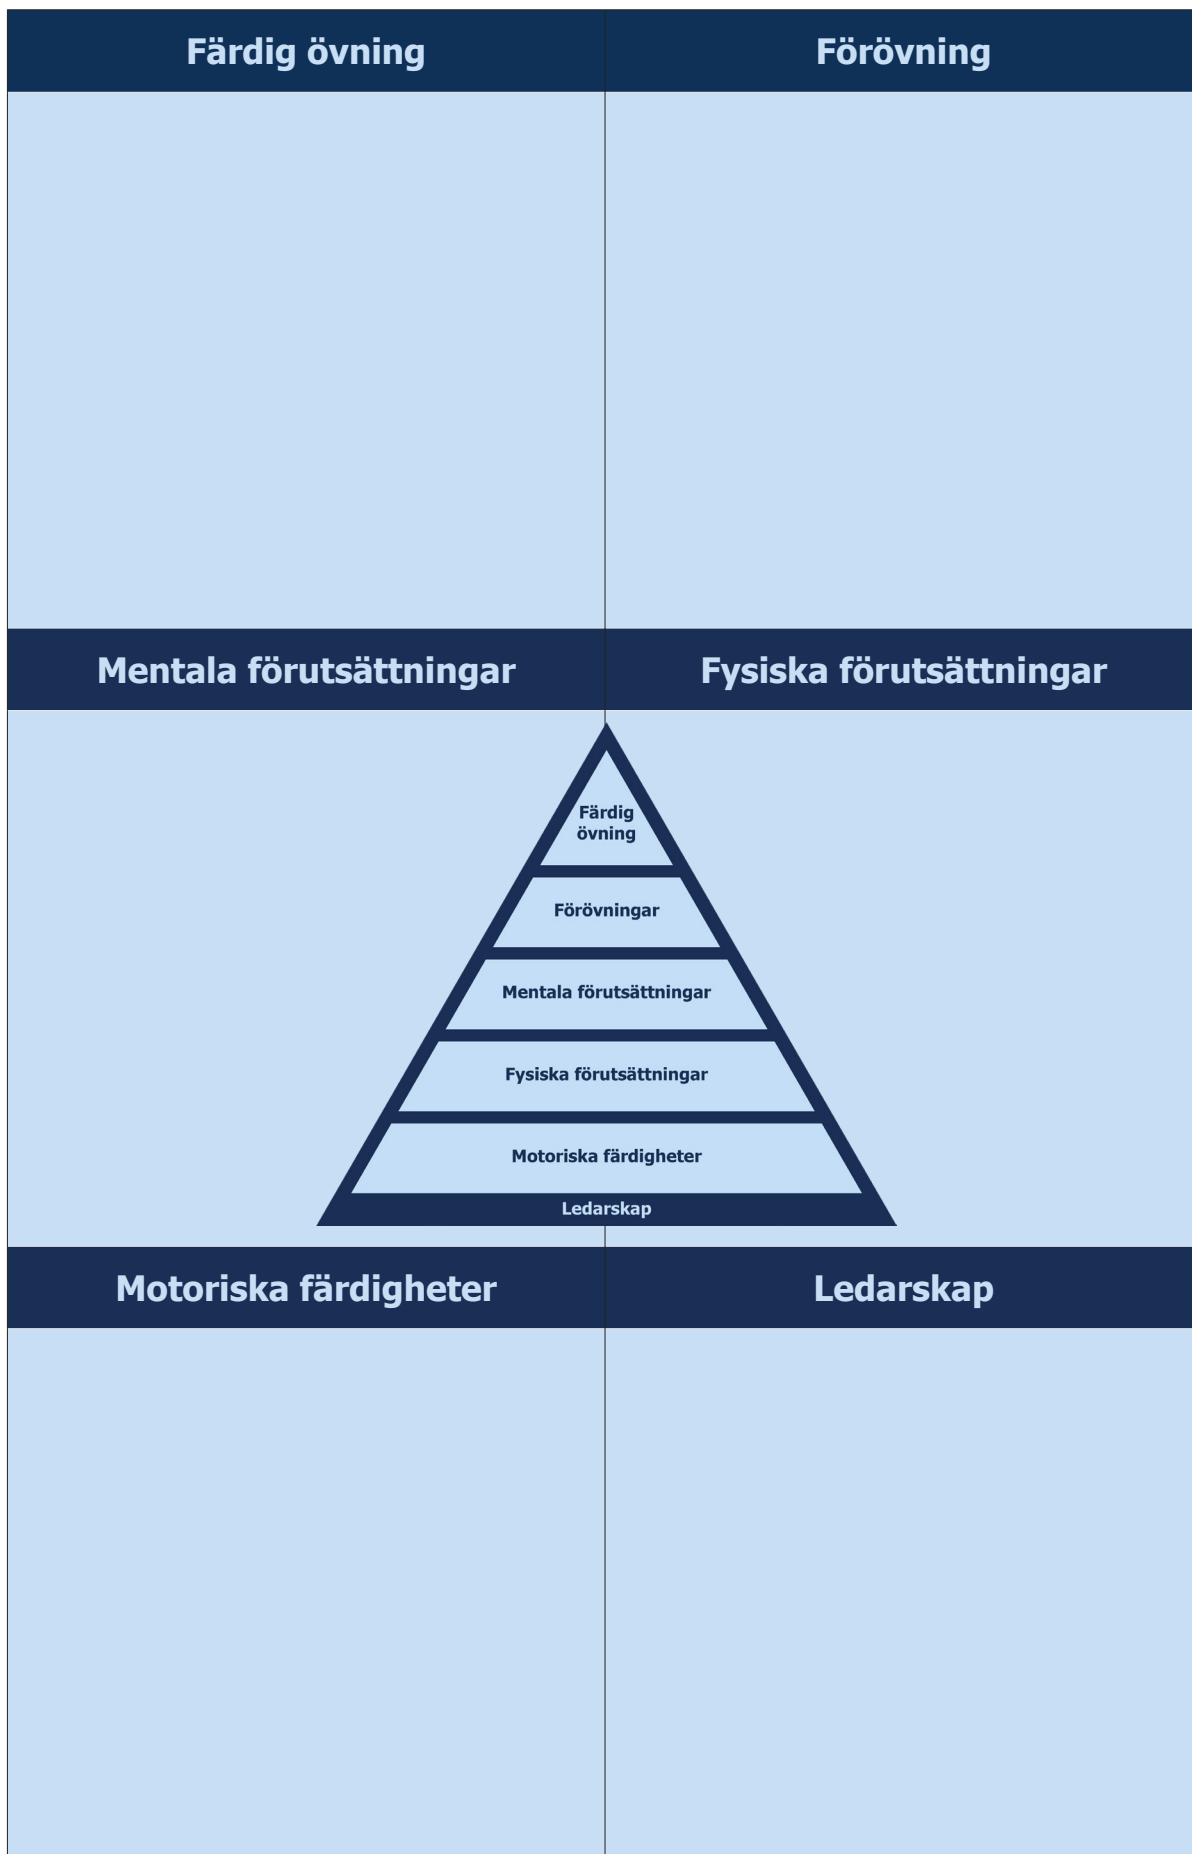 Färdig övning
Förövning
Mentala förutsättningar
Fysiska förutsättningar
Färdig
övning
Förövningar
Mentala förutsättningar
Fysiska förutsättningar
Motoriska färdigheter
Ledarskap
Motoriska färdigheter
Ledarskap